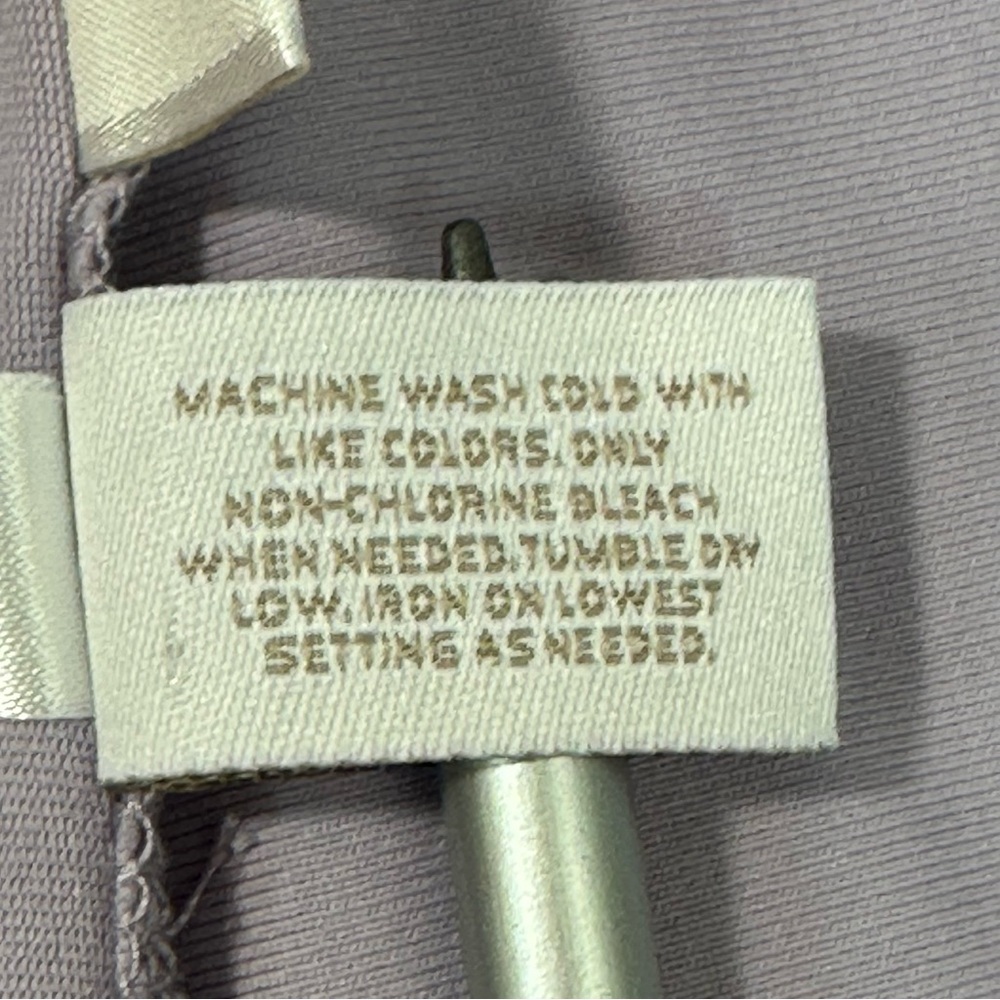 MACHINE WASH COLD WITH
LIKE COLORS. ONLY
NON-CHLORINE BLEACH
WHEN NEEDED.TUMBLE DRY
LOW. IRON ON LOWEST
SETTING AS NEEDED.